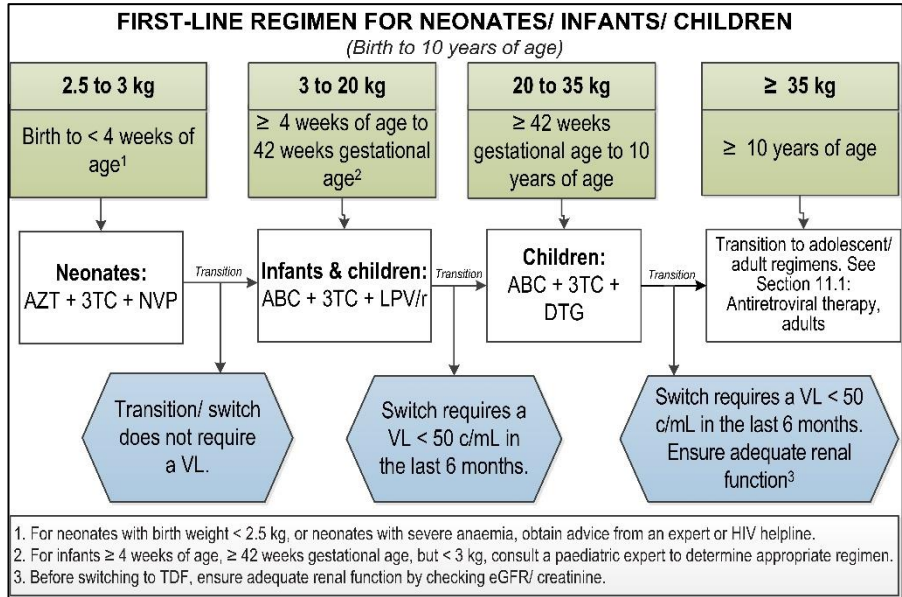 FIRST-LINE REGIMEN FOR NEONATES/ INFANTS/ CHILDREN
(Birth to 10 years of age)
2.5 to 3 kg
Birth to < 4 weeks of
age1
3 to 20 kg
≥ 4 weeks of age to
42 weeks gestational
age2
20 to 35 kg
≥ 42 weeks
gestational age to 10
years of age
≥ 35 kg
≥ 10 years of age
Neonates:
AZT + 3TC + NVP
Transition
Infants & children:
ABC + 3TC + LPV/r
Transition
Children:
ABC + 3TC +
DTG
Transition
Transition to adolescent/
adult regimens. See
Section 11.1:
Antiretroviral therapy,
adults
Transition/ switch
does not require
a VL.
Switch requires a
VL < 50 c/mL in
the last 6 months.
Switch requires a VL < 50
c/mL in the last 6 months.
Ensure adequate renal
function3
1. For neonates with birth weight < 2.5 kg, or neonates with severe anaemia, obtain advice from an expert or HIV helpline.
2. For infants ≥ 4 weeks of age, ≥ 42 weeks gestational age, but < 3 kg, consult a paediatric expert to determine appropriate regimen.
3. Before switching to TDF, ensure adequate renal function by checking eGFR/ creatinine.